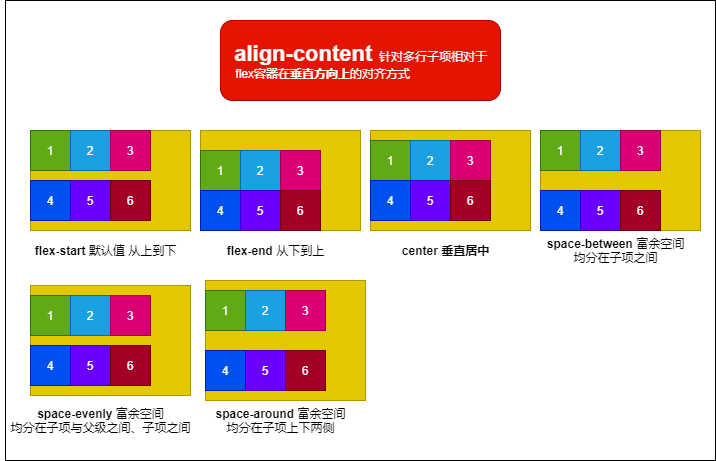 align-content 针对多行子项相对于
flex容器在垂直方向上的对齐方式
1 2 3
4 5 6
flex-start 默认值 从上到下
1 2 3
4 5 6
flex-end 从下到上
1 2 3
4 5 6
center 垂直居中
1 2 3
4 5 6
space-between 富余空间
均分在子项之间
1 2 3
4 5 6
space-evenly 富余空间
均分在子项与父级之间、子项之间
1 2 3
4 5 6
space-around 富余空间
均分在子项上下两侧